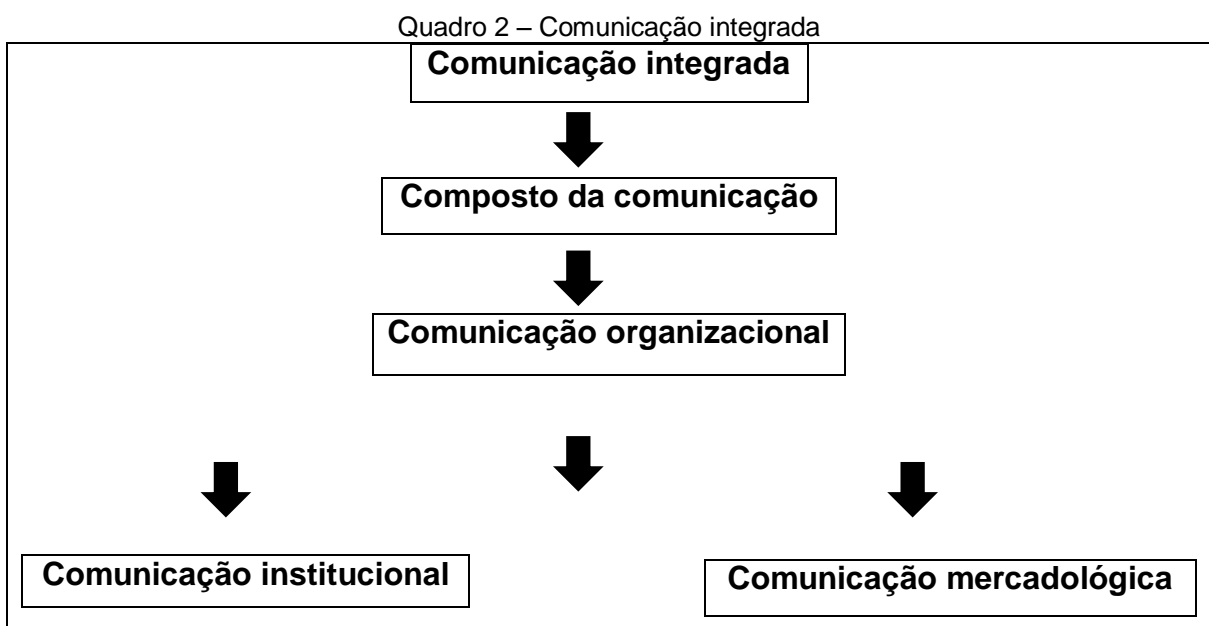 Quadro 2 – Comunicação integrada
Comunicação integrada
Composto da comunicação
Comunicação organizacional
Comunicação institucional
Comunicação mercadológica